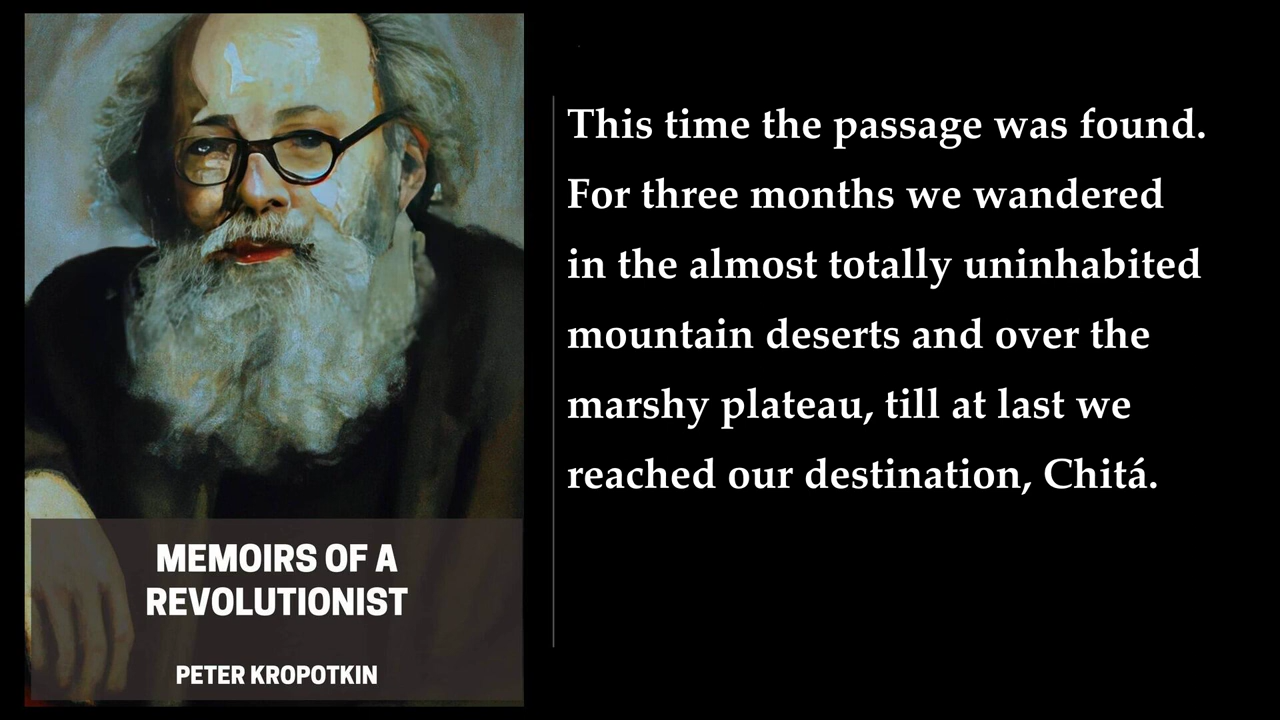 This time the passage was found.
For three months we wandered
in the almost totally uninhabited
mountain deserts and over the
marshy plateau, till at last we
reached our destination, Chitá.
MEMOIRS OF A
REVOLUTIONIST
PETER KROPOTKIN